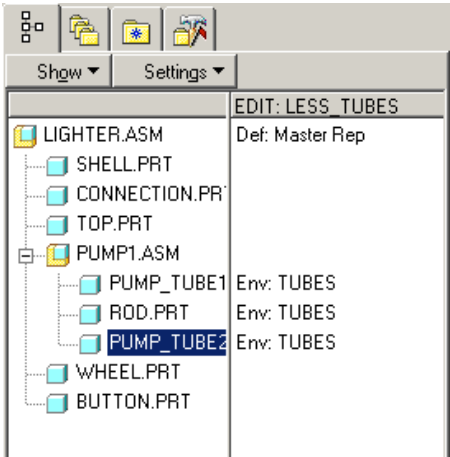 Show Settings
EDIT: LESS_TUBES
LIGHTER.ASM Def: Master Rep
SHELL.PRT
CONNECTION.PR
TOP.PRT
PUMP1.ASM
PUMP_TUBE1 Env: TUBES
ROD.PRT Env: TUBES
PUMP_TUBE2 Env: TUBES
WHEEL.PRT
BUTTON.PRT